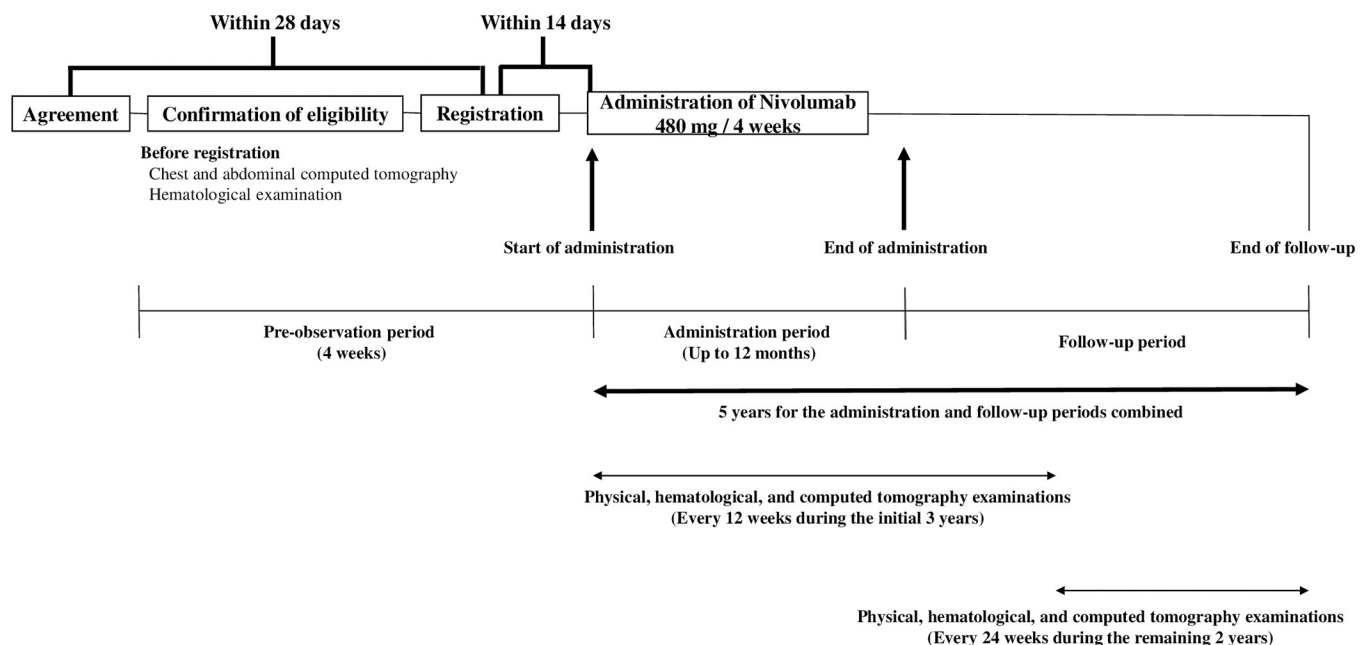 Within 28 days
Within 14 days
Agreement
Confirmation of eligibility
Registration
Administration of Nivolumab
480 mg / 4 weeks
Before registration
Chest and abdominal computed tomography
Hematological examination
Start of administration
End of administration
End of follow-up
Pre-observation period
(4 weeks)
Administration period
(Up to 12 months)
Follow-up period
5 years for the administration and follow-up periods combined
Physical, hematological, and computed tomography examinations
(Every 12 weeks during the initial 3 years)
Physical, hematological, and computed tomography examinations
(Every 24 weeks during the remaining 2 years)